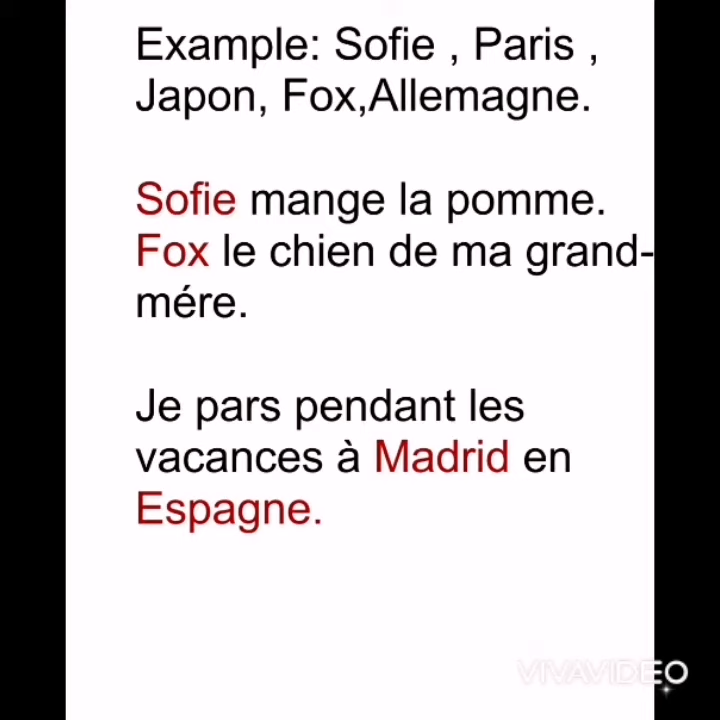 Example: Sofie , Paris ,
Japon, Fox,Allemagne.
Sofie mange la pomme.
Fox le chien de ma grand-
mére.
Je pars pendant les
vacances à Madrid en
Espagne.
VIVAVIDEO